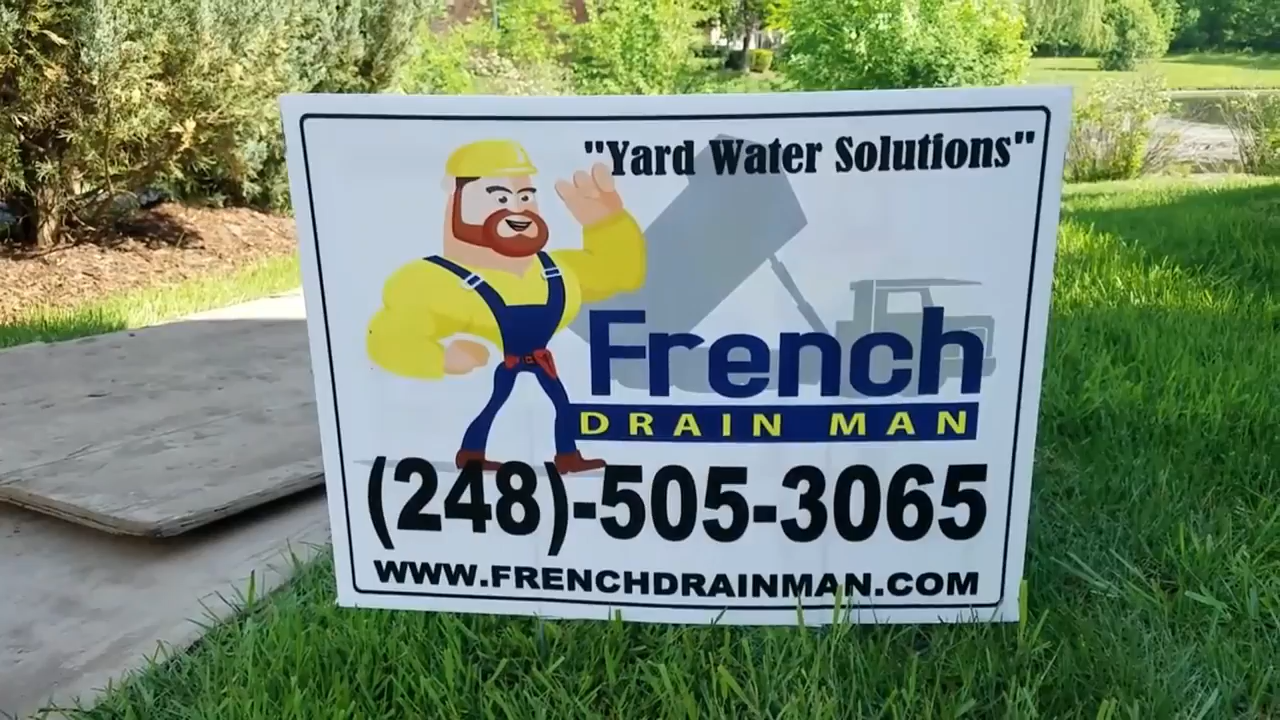 "Yard Water Solutions"
French
DRAIN MAN
(248)-505-3065
WWW.FRENCHDRAINMAN.COM